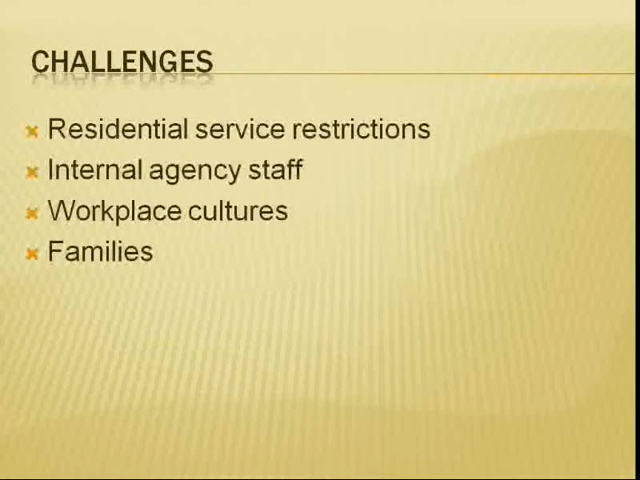 CHALLENGES
Residential service restrictions
Internal agency staff
Workplace cultures
Families